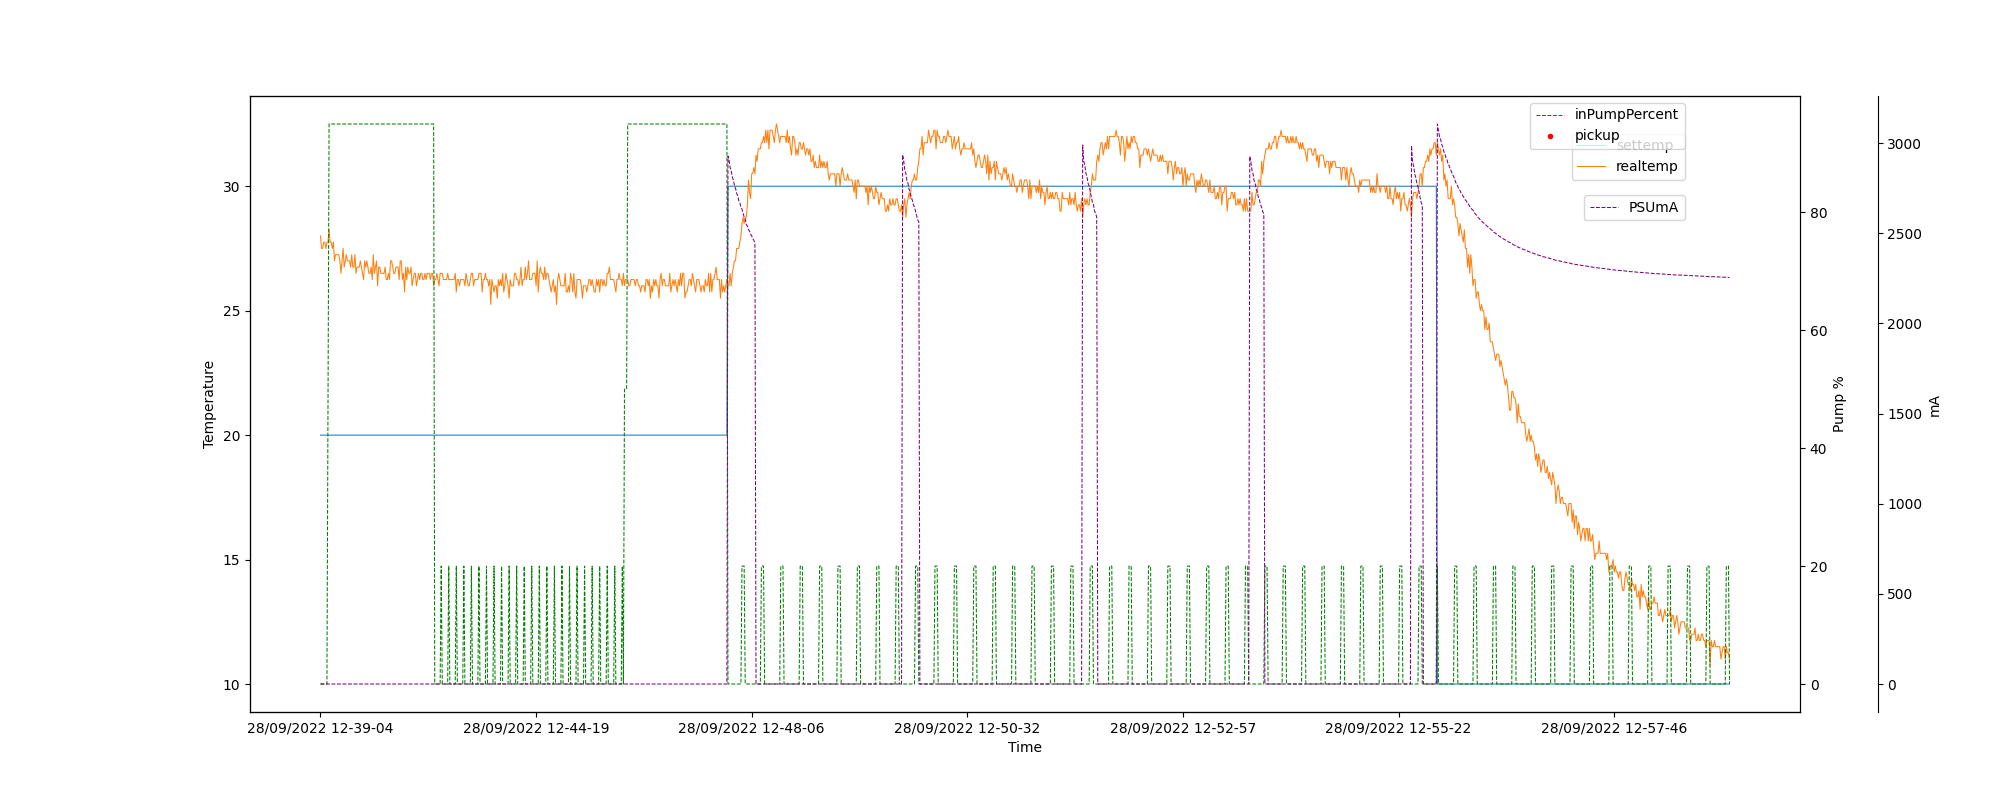 inPumpPercent
pickup
settemp
realtemp
PSUmA
Temperature
30
25
20
15
10
80
60
40
20
0
Pump %
3000
2500
2000
1500
1000
500
0
mA
28/09/2022 12-39-04
28/09/2022 12-44-19
28/09/2022 12-48-06
28/09/2022 12-50-32
28/09/2022 12-52-57
28/09/2022 12-55-22
28/09/2022 12-57-46
Time